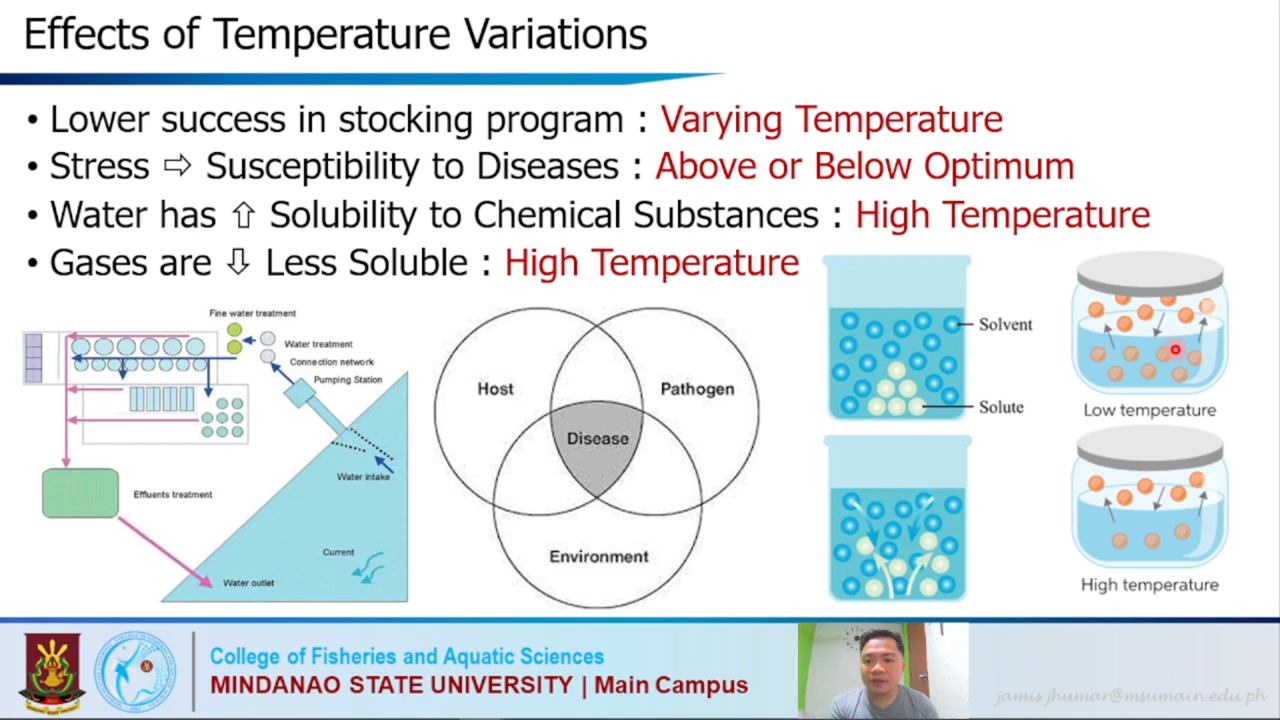 Effects of Temperature Variations
• Lower success in stocking program : Varying Temperature
• Stress ⇨ Susceptibility to Diseases : Above or Below Optimum
• Water has ⇧ Solubility to Chemical Substances : High Temperature
• Gases are ⇩ Less Soluble : High Temperature
Fine water treatment
Water treatment
Connection network
Pumping Station
Water intake
Effluents treatment
Current
Water outlet
Host
Pathogen
Disease
Environment
Solvent
Solute
Low temperature
High temperature
College of Fisheries and Aquatic Sciences
MINDANAO STATE UNIVERSITY | Main Campus
jamis.jhumar@msumain.edu.ph